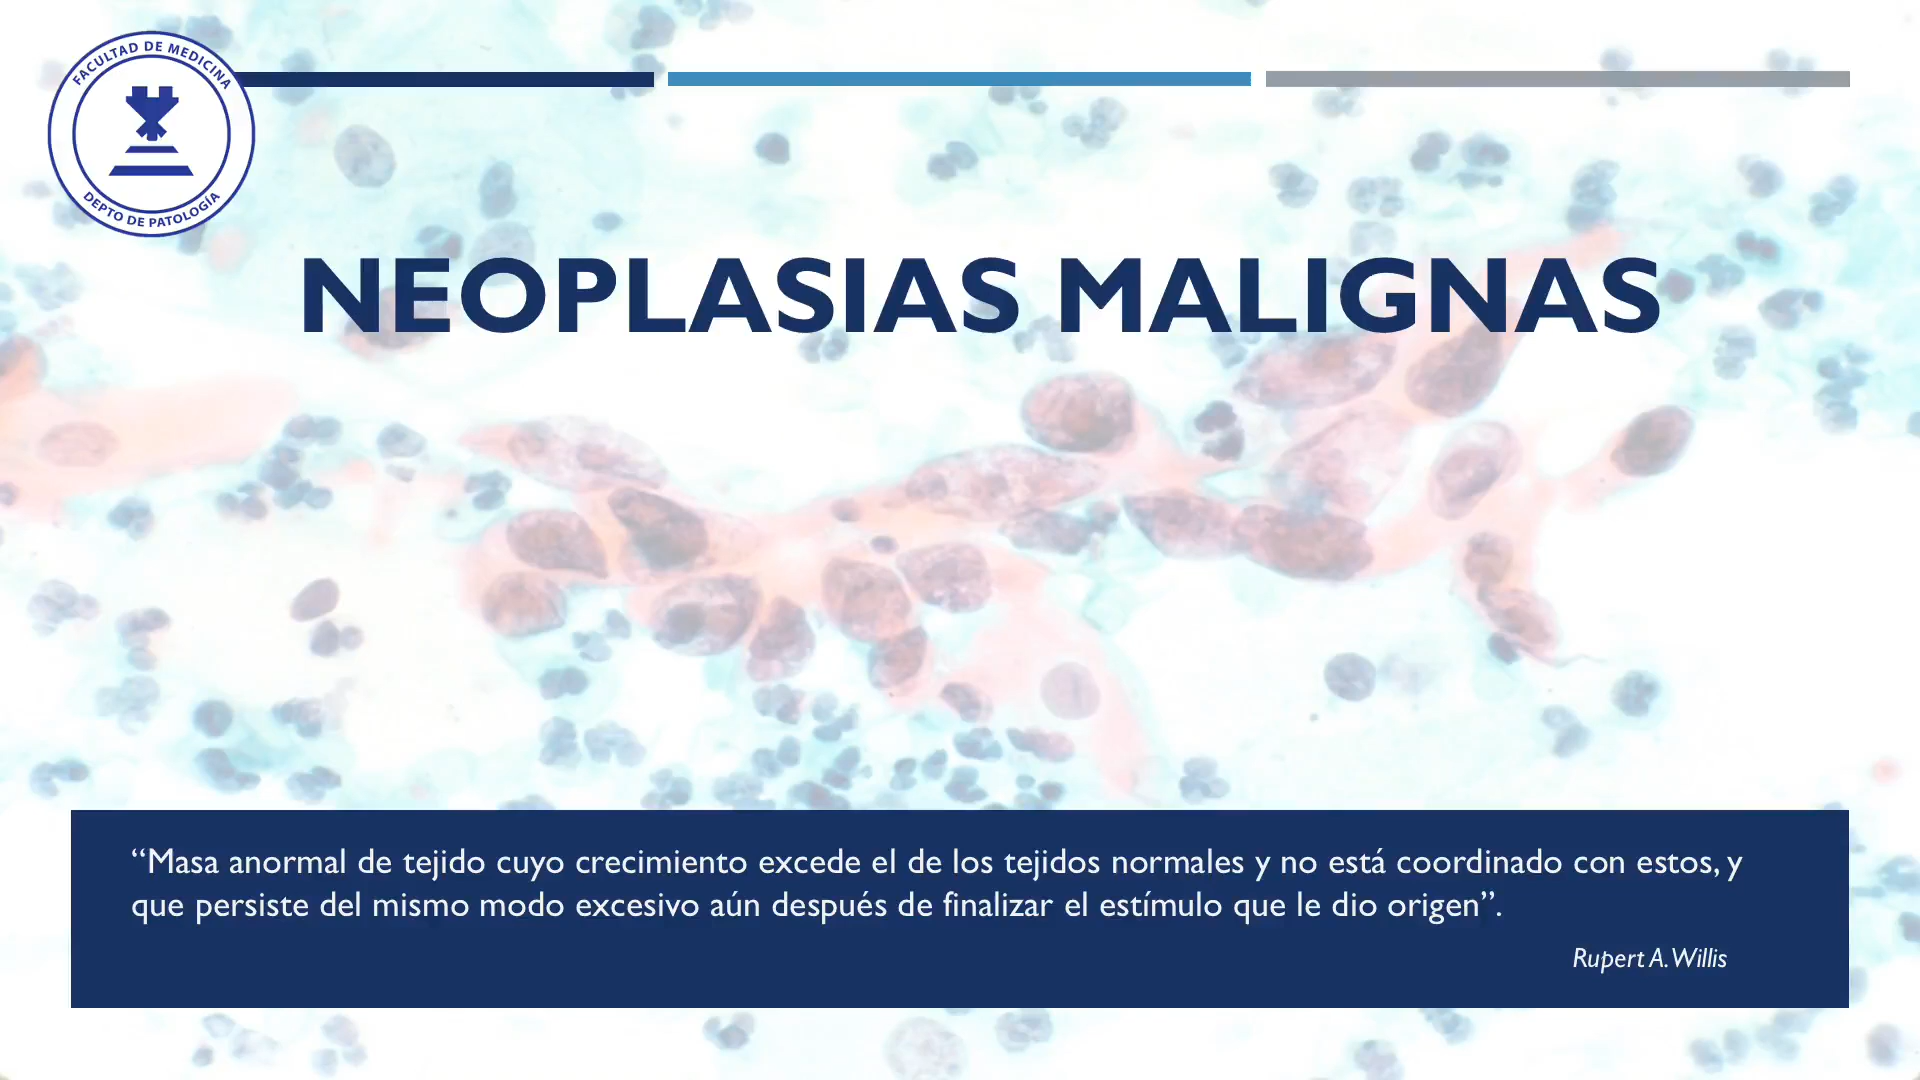 FACULTAD DE MEDICINA
DEPTO DE PATOLOGÍA
NEOPLASIAS MALIGNAS
“Masa anormal de tejido cuyo crecimiento excede el de los tejidos normales y no está coordinado con estos, y
que persiste del mismo modo excesivo aún después de finalizar el estímulo que le dio origen”.
Rupert A. Willis